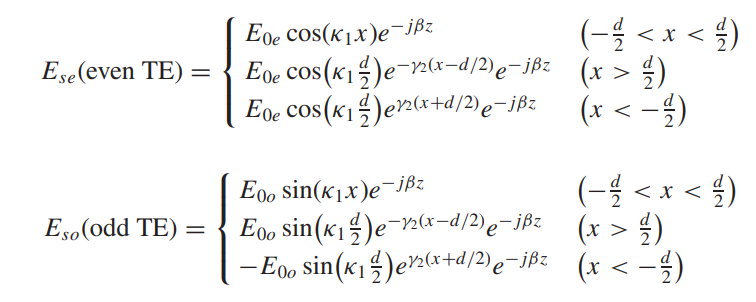 E_{0e} cos(κ_1 x)e^{-jβz} (-d/2 < x < d/2)
E_{se}(even TE) = { E_{0e} cos(κ_1 d/2)e^{-γ_2(x-d/2)}e^{-jβz} (x > d/2)
E_{0e} cos(κ_1 d/2)e^{γ_2(x+d/2)}e^{-jβz} (x < -d/2)
E_{0o} sin(κ_1 x)e^{-jβz} (-d/2 < x < d/2)
E_{so}(odd TE) = { E_{0o} sin(κ_1 d/2)e^{-γ_2(x-d/2)}e^{-jβz} (x > d/2)
-E_{0o} sin(κ_1 d/2)e^{γ_2(x+d/2)}e^{-jβz} (x < -d/2)